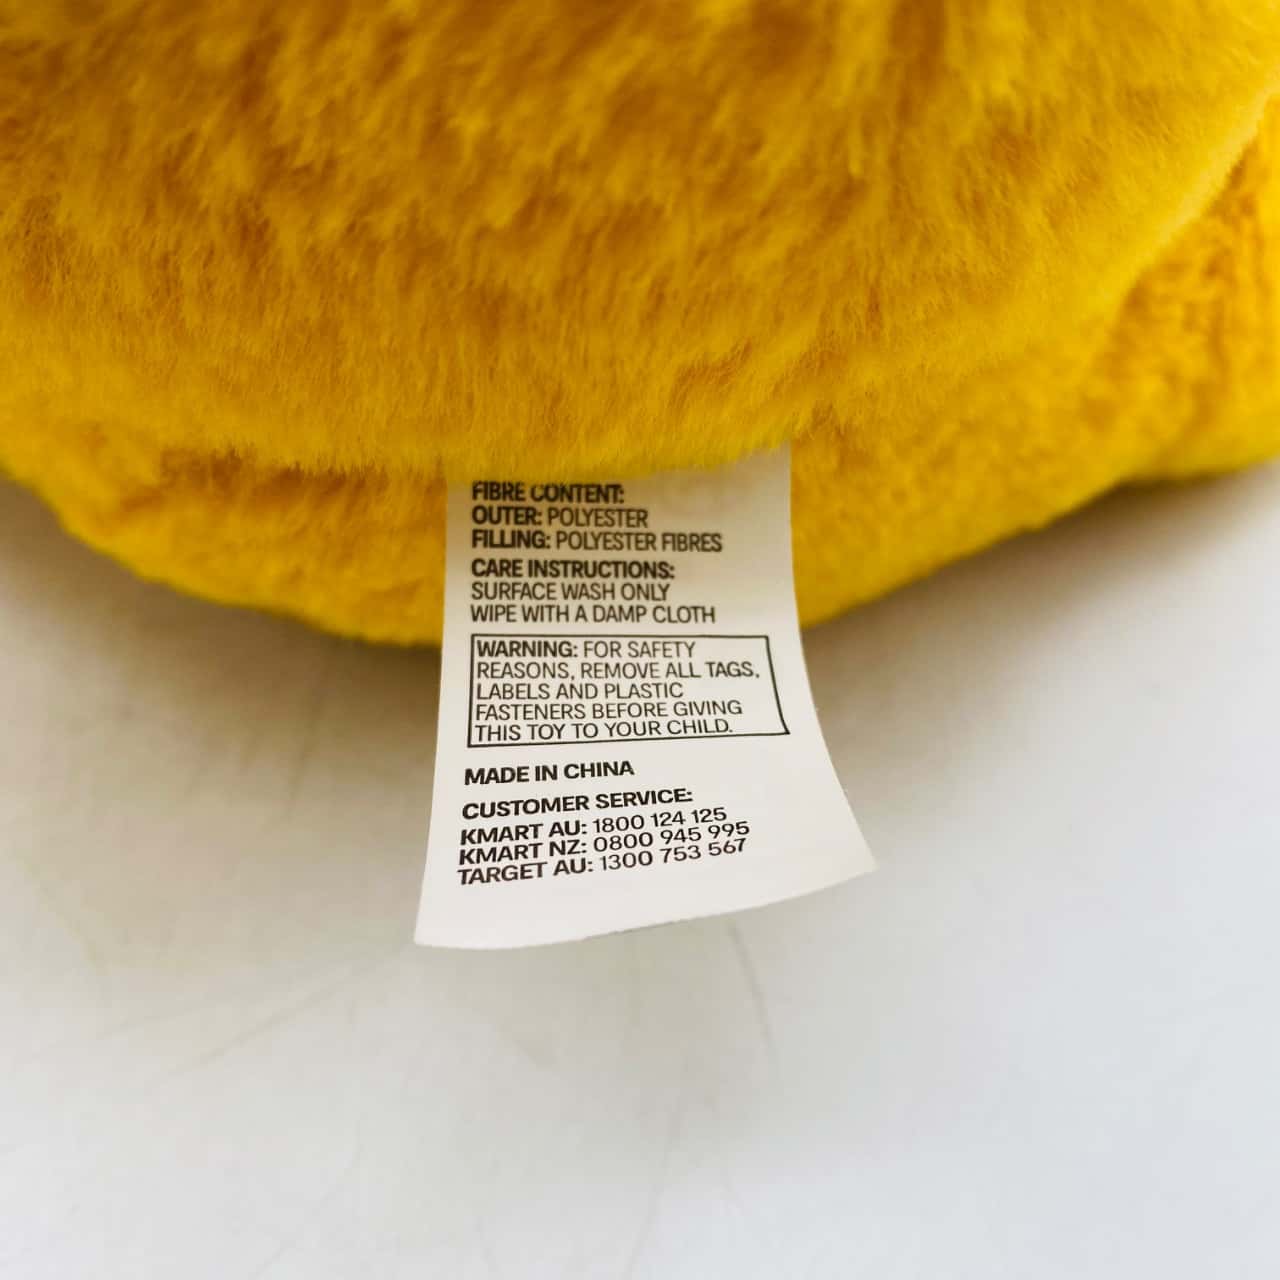 FIBRE CONTENT:
OUTER: POLYESTER
FILLING: POLYESTER FIBRES
CARE INSTRUCTIONS:
SURFACE WASH ONLY
WIPE WITH A DAMP CLOTH
WARNING: FOR SAFETY
REASONS, REMOVE ALL TAGS,
LABELS AND PLASTIC
FASTENERS BEFORE GIVING
THIS TOY TO YOUR CHILD.
MADE IN CHINA
CUSTOMER SERVICE:
KMART AU: 1800 124 125
KMART NZ: 0800 945 995
TARGET AU: 1300 753 567